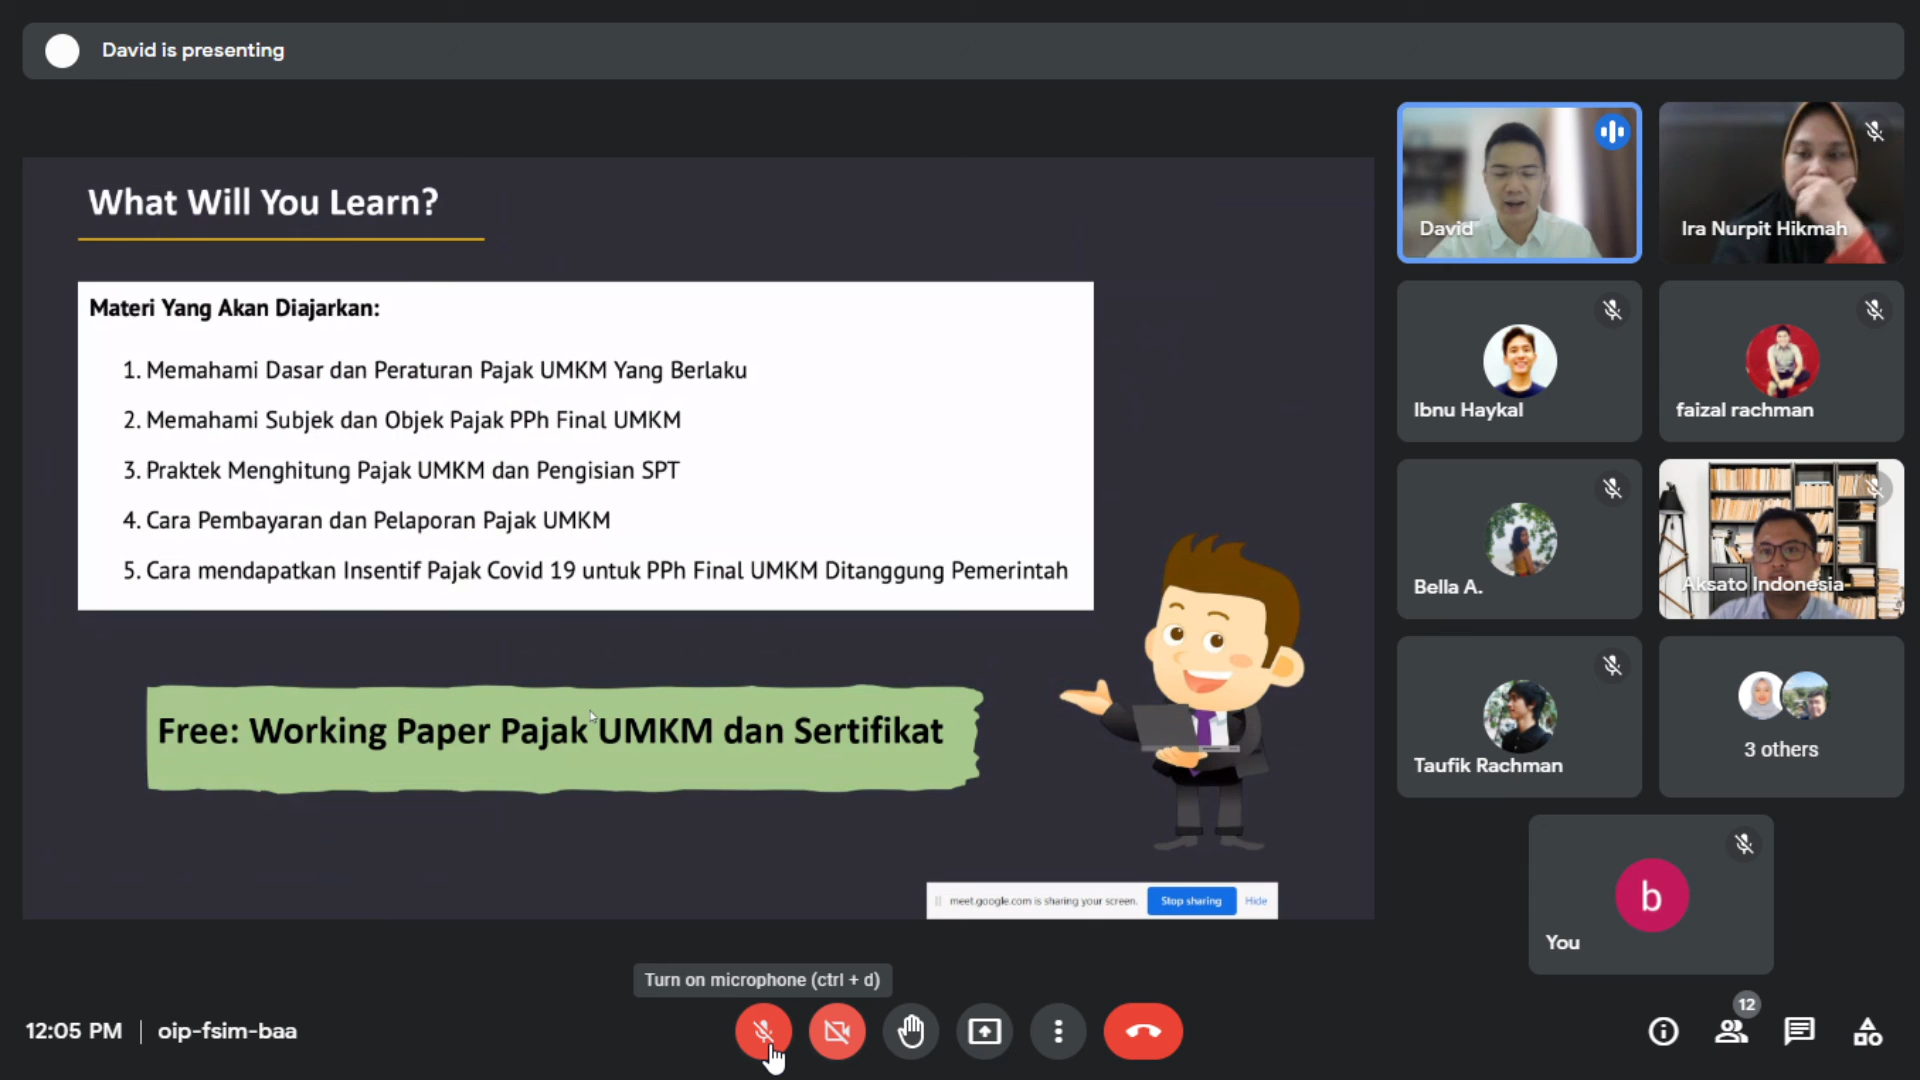 David is presenting
What Will You Learn?
Materi Yang Akan Diajarkan:
1. Memahami Dasar dan Peraturan Pajak UMKM Yang Berlaku
2. Memahami Subjek dan Objek Pajak PPh Final UMKM
3. Praktek Menghitung Pajak UMKM dan Pengisian SPT
4. Cara Pembayaran dan Pelaporan Pajak UMKM
5. Cara mendapatkan Insentif Pajak Covid 19 untuk PPh Final UMKM Ditanggung Pemerintah
Free: Working Paper Pajak UMKM dan Sertifikat
meet.google.com is sharing your screen.
Stop sharing
Hide
David
Ira Nurpit Hikmah
Ibnu Haykal
faizal rachman
Bella A.
Aksato Indonesia-
Taufik Rachman
3 others
b
You
Turn on microphone (ctrl + d)
12:05 PM | oip-fsim-baa
12